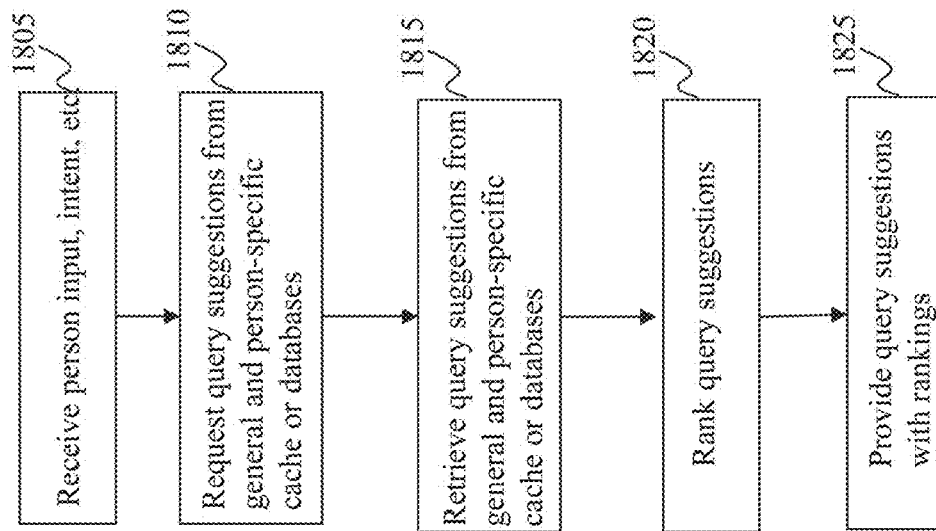 1805
Receive person input, intent, etc
1810
Request query suggestions from
general and person-specific
cache or databases
1815
Retrieve query suggestions from
general and person-specific
cache or databases
1820
Rank query suggestions
1825
Provide query suggestions
with rankings